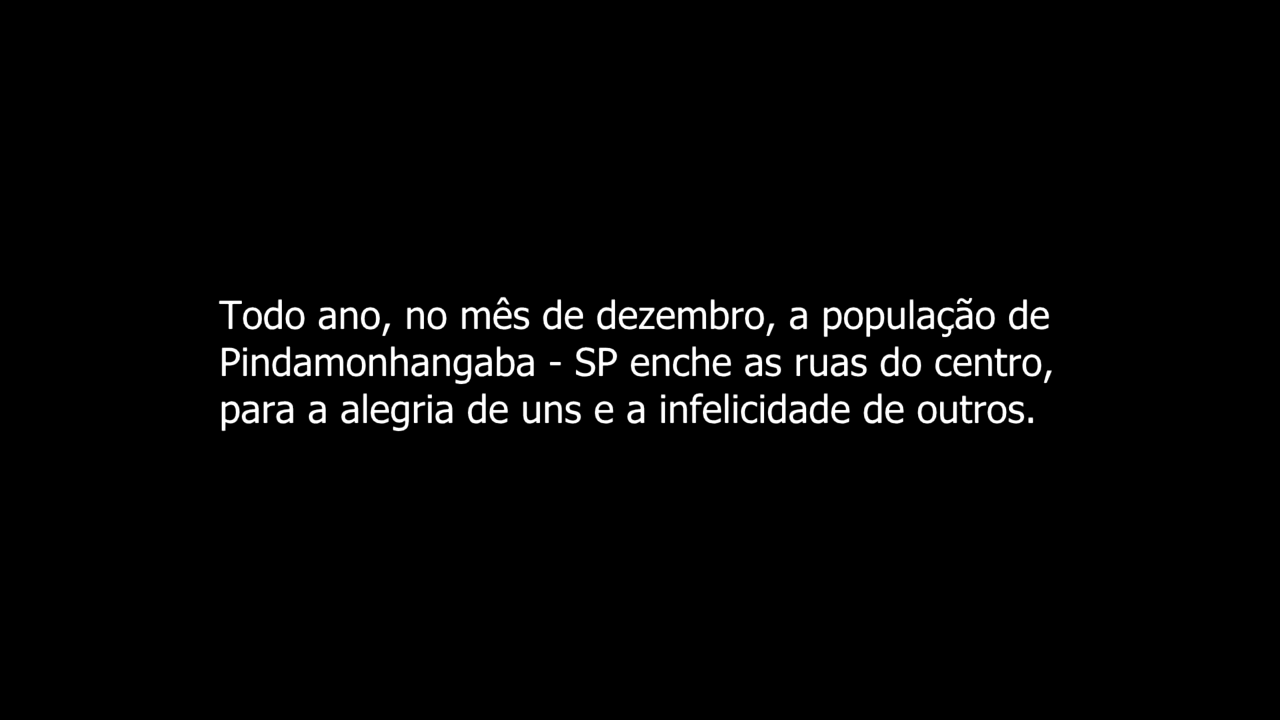 Todo ano, no mês de dezembro, a população de
Pindamonhangaba - SP enche as ruas do centro,
para a alegria de uns e a infelicidade de outros.